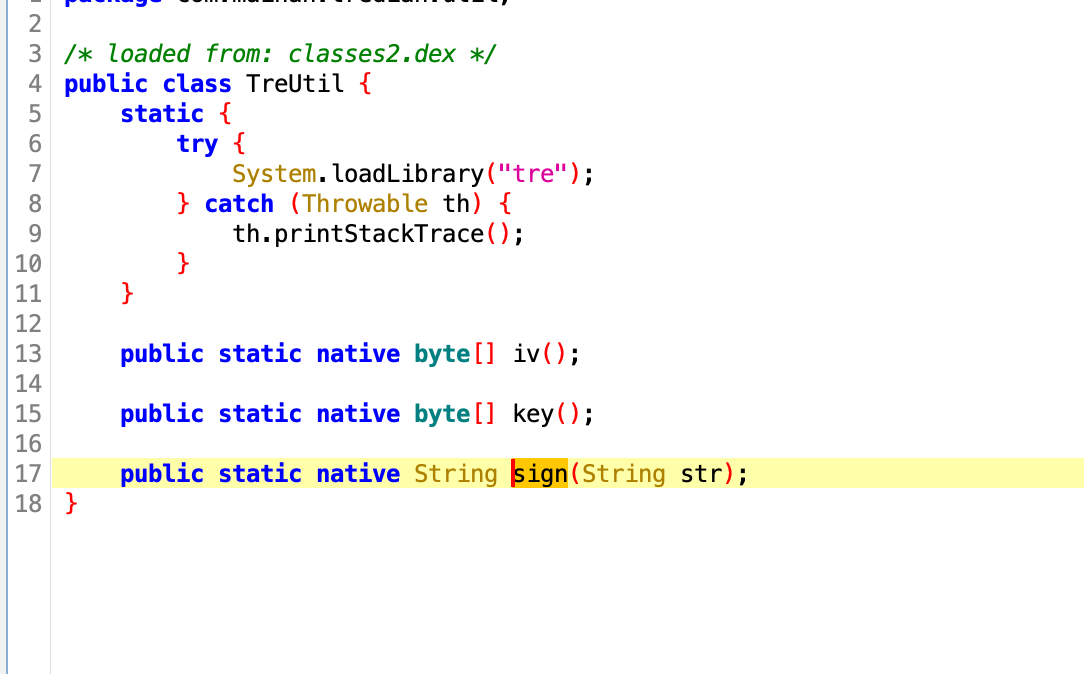 2
3 /* loaded from: classes2.dex */
4 public class TreUtil {
5 static {
6 try {
7 System.loadLibrary("tre");
8 } catch (Throwable th) {
9 th.printStackTrace();
10 }
11 }
12
13 public static native byte[] iv();
14
15 public static native byte[] key();
16
17 public static native String sign(String str);
18 }